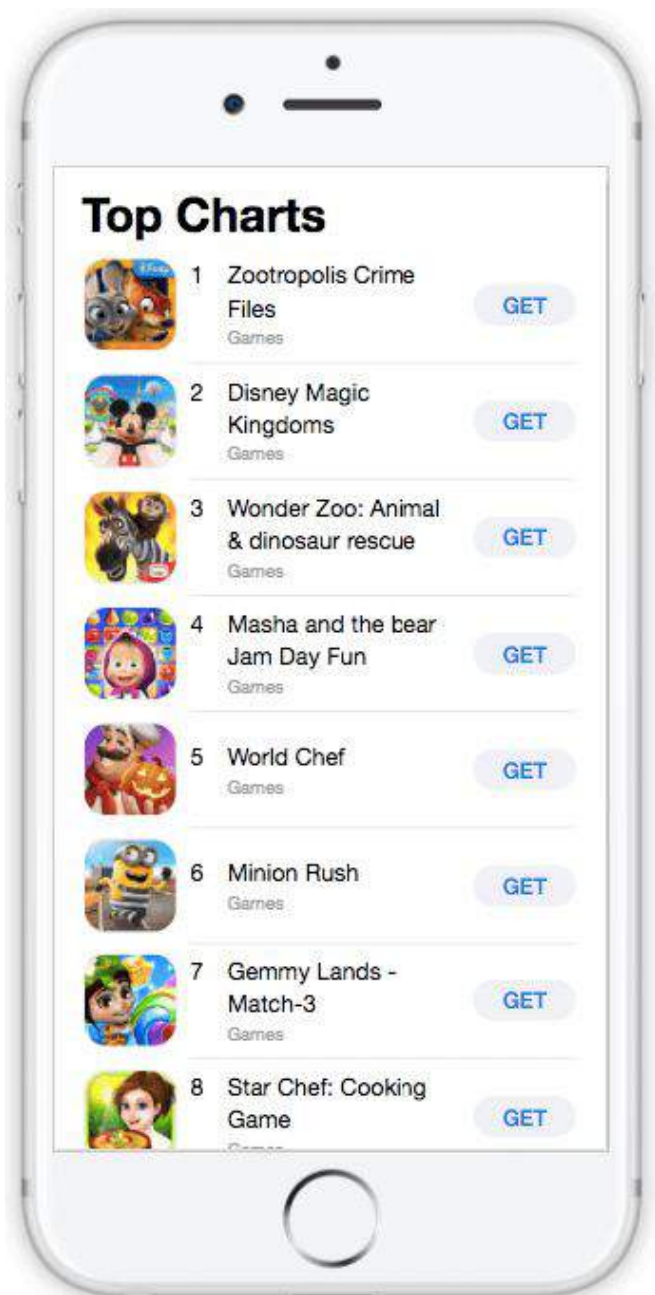 Top Charts
1 Zootropolis Crime
Files
Games
GET
2 Disney Magic
Kingdoms
Games
GET
3 Wonder Zoo: Animal
& dinosaur rescue
Games
GET
4 Masha and the bear
Jam Day Fun
Games
GET
5 World Chef
Games
GET
6 Minion Rush
Games
GET
7 Gemmy Lands -
Match-3
Games
GET
8 Star Chef: Cooking
Game
GET